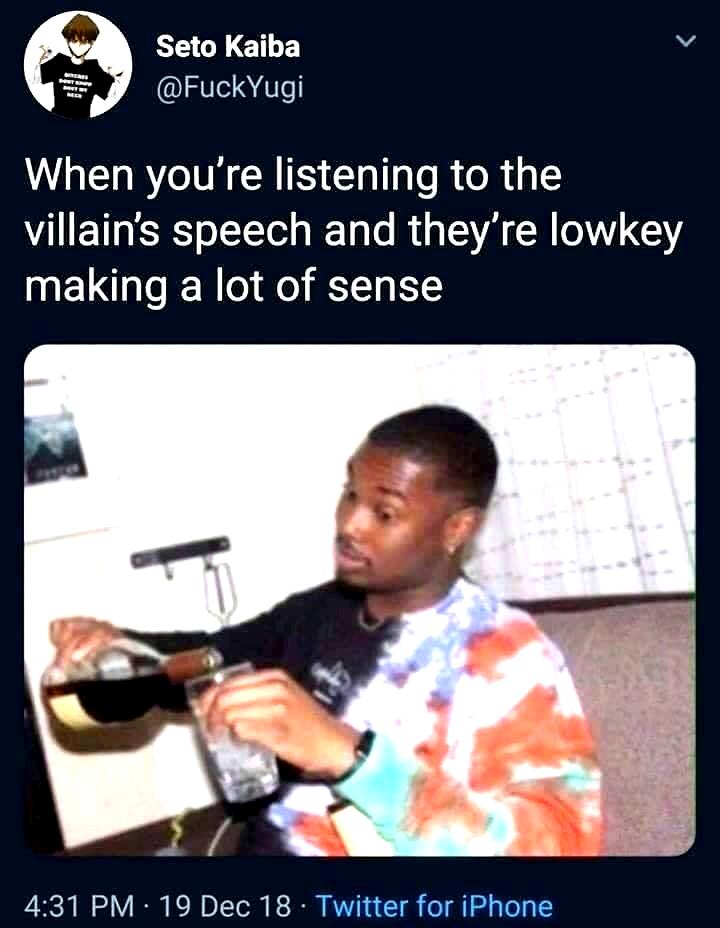 Seto Kaiba
@FuckYugi
When you’re listening to the
villain’s speech and they’re lowkey
making a lot of sense
4:31 PM · 19 Dec 18 · Twitter for iPhone